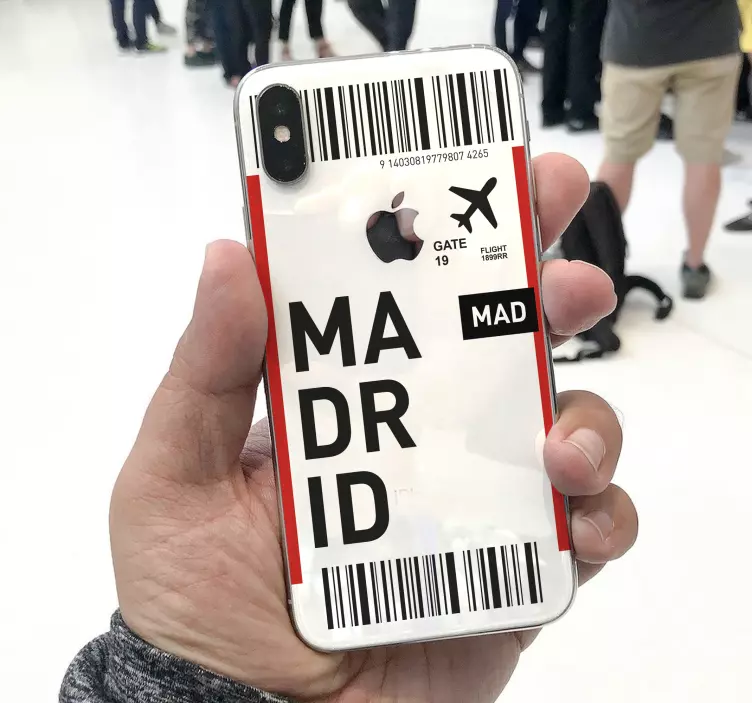 9 14030819779807 4265
GATE
19
FLIGHT
1899RR
MAD
MA
DR
ID